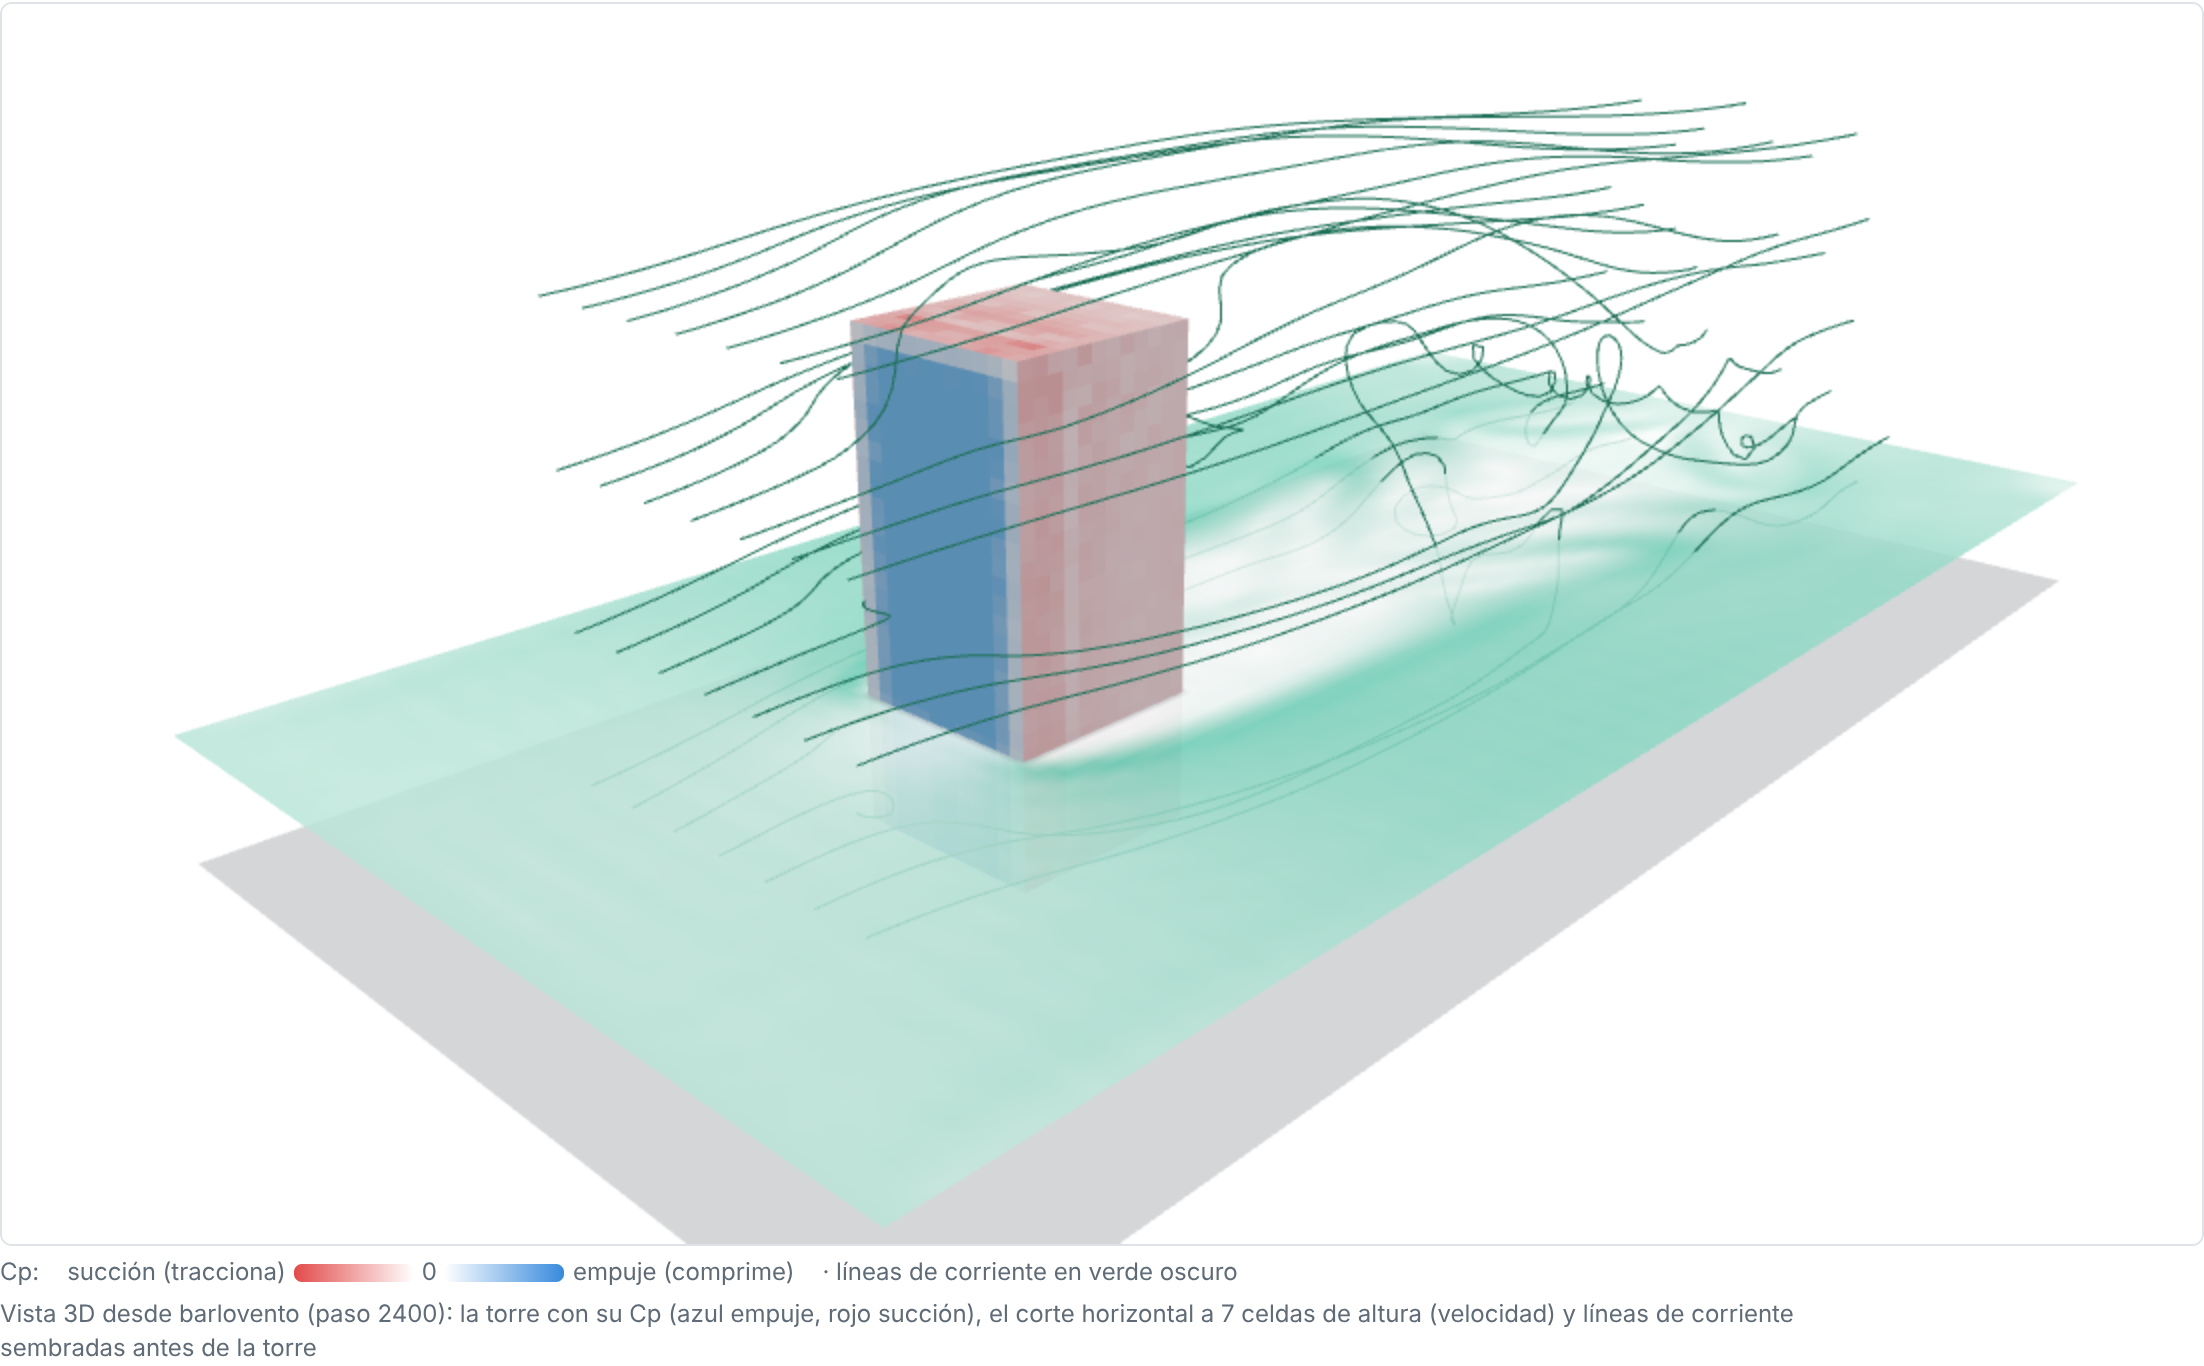 Cp: succión (tracciona) 0 empuje (comprime) · líneas de corriente en verde oscuro
Vista 3D desde barlovento (paso 2400): la torre con su Cp (azul empuje, rojo succión), el corte horizontal a 7 celdas de altura (velocidad) y líneas de corriente
sembradas antes de la torre